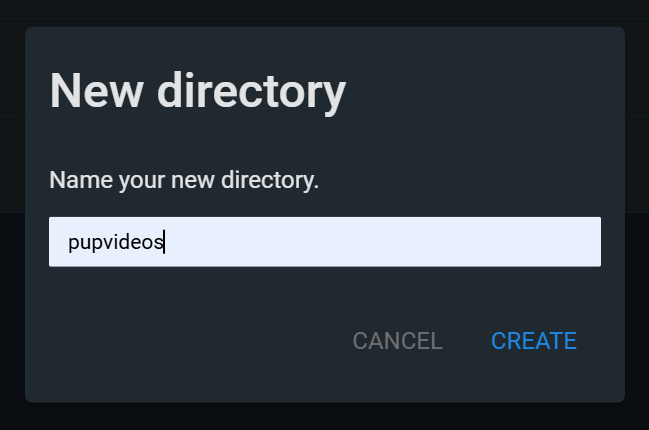 New directory
Name your new directory.
pupvideos
CANCEL CREATE